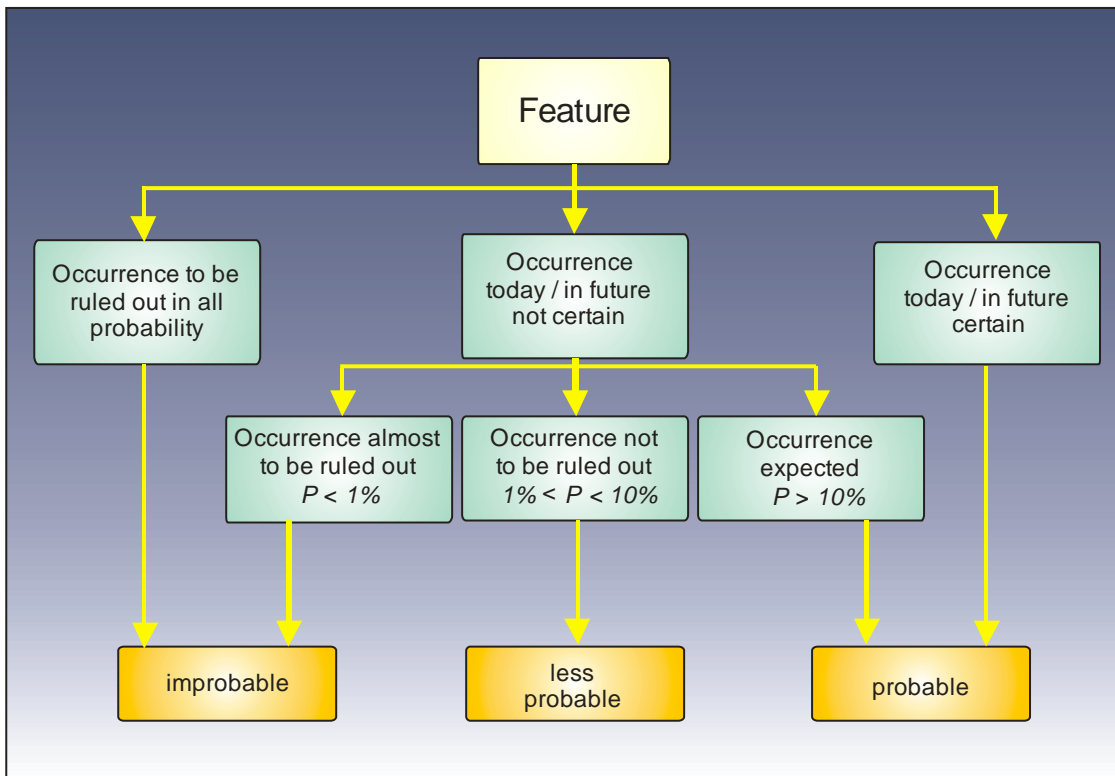 Feature
Occurrence to be
ruled out in all
probability
Occurrence
today / in future
not certain
Occurrence
today / in future
certain
Occurrence almost
to be ruled out
P < 1%
Occurrence not
to be ruled out
1% < P < 10%
Occurrence
expected
P > 10%
improbable
less
probable
probable